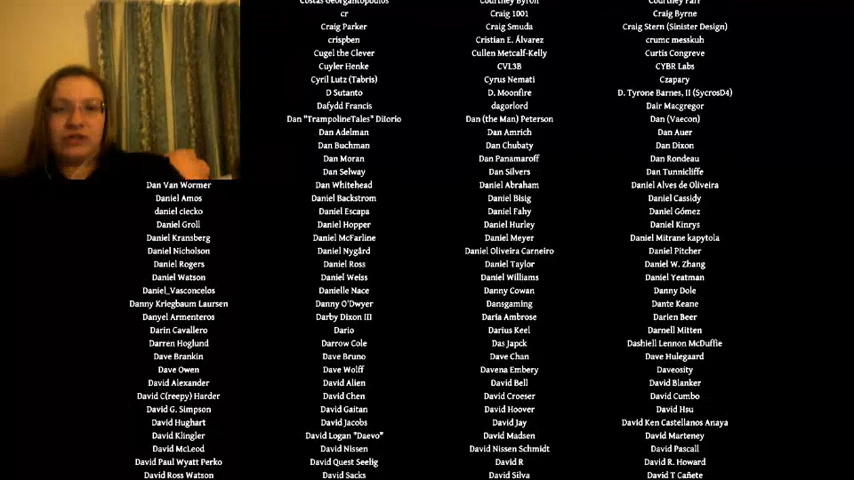 Costas Georgantopoulos Courtney Byron Courtney Farr
cr Craig 1001 Craig Byrne
Craig Parker Craig Smuda Craig Stern (Sinister Design)
crispben Cristian E. Álvarez crumc messkuh
Cugel the Clever Cullen Metcalf-Kelly Curtis Congreve
Cuyler Henke CVL3B CYBR Labs
Cyril Lutz (Tabris) Cyrus Nemati Czapary
D Sutanto D. Moonfire D. Tyrone Barnes, II (SycrosD4)
Dafydd Francis dagorlord Dair Macgregor
Dan "TrampolineTales" DiIorio Dan (the Man) Peterson Dan (Vaecon)
Dan Adelman Dan Amrich Dan Auer
Dan Buchman Dan Chubaty Dan Dixon
Dan Moran Dan Panamaroff Dan Rondeau
Dan Selway Dan Silvers Dan Tunnicliffe
Dan Van Wormer Dan Whitehead Daniel Abraham Daniel Alves de Oliveira
Daniel Amos Daniel Backstrom Daniel Bisig Daniel Cassidy
daniel ciecko Daniel Escapa Daniel Fahy Daniel Gómez
Daniel Groll Daniel Hopper Daniel Hurley Daniel Kinrys
Daniel Kransberg Daniel McFarline Daniel Meyer Daniel Mitrane kapytola
Daniel Nicholson Daniel Nygård Daniel Oliveira Carneiro Daniel Pitcher
Daniel Rogers Daniel Ross Daniel Taylor Daniel W. Zhang
Daniel Watson Daniel Weiss Daniel Williams Daniel Yeatman
Daniel_Vasconcelos Danielle Nace Danny Cowan Danny Dole
Danny Kriegbaum Laursen Danny O'Dwyer Dansgaming Dante Keane
Danyel Armenteros Darby Dixon III Daria Ambrose Darien Beer
Darin Cavallero Dario Darius Keel Darnell Mitten
Darren Hoglund Darrow Cole Das Japck Dashiell Lennon McDuffie
Dave Brankin Dave Bruno Dave Chan Dave Hulegaard
Dave Owen Dave Wolff Davena Embery Daveosity
David Alexander David Alien David Bell David Blanker
David C(reepy) Harder David Chen David Croeser David Cumbo
David G. Simpson David Gaitan David Hoover David Hsu
David Hughart David Jacobs David Jay David Ken Castellanos Anaya
David Klingler David Logan "Daevo" David Madsen David Marteney
David McLeod David Nissen David Nissen Schmidt David Pascall
David Paul Wyatt Perko David Quest Seelig David R David R. Howard
David Ross Watson David Sacks David Silva David T Cañete